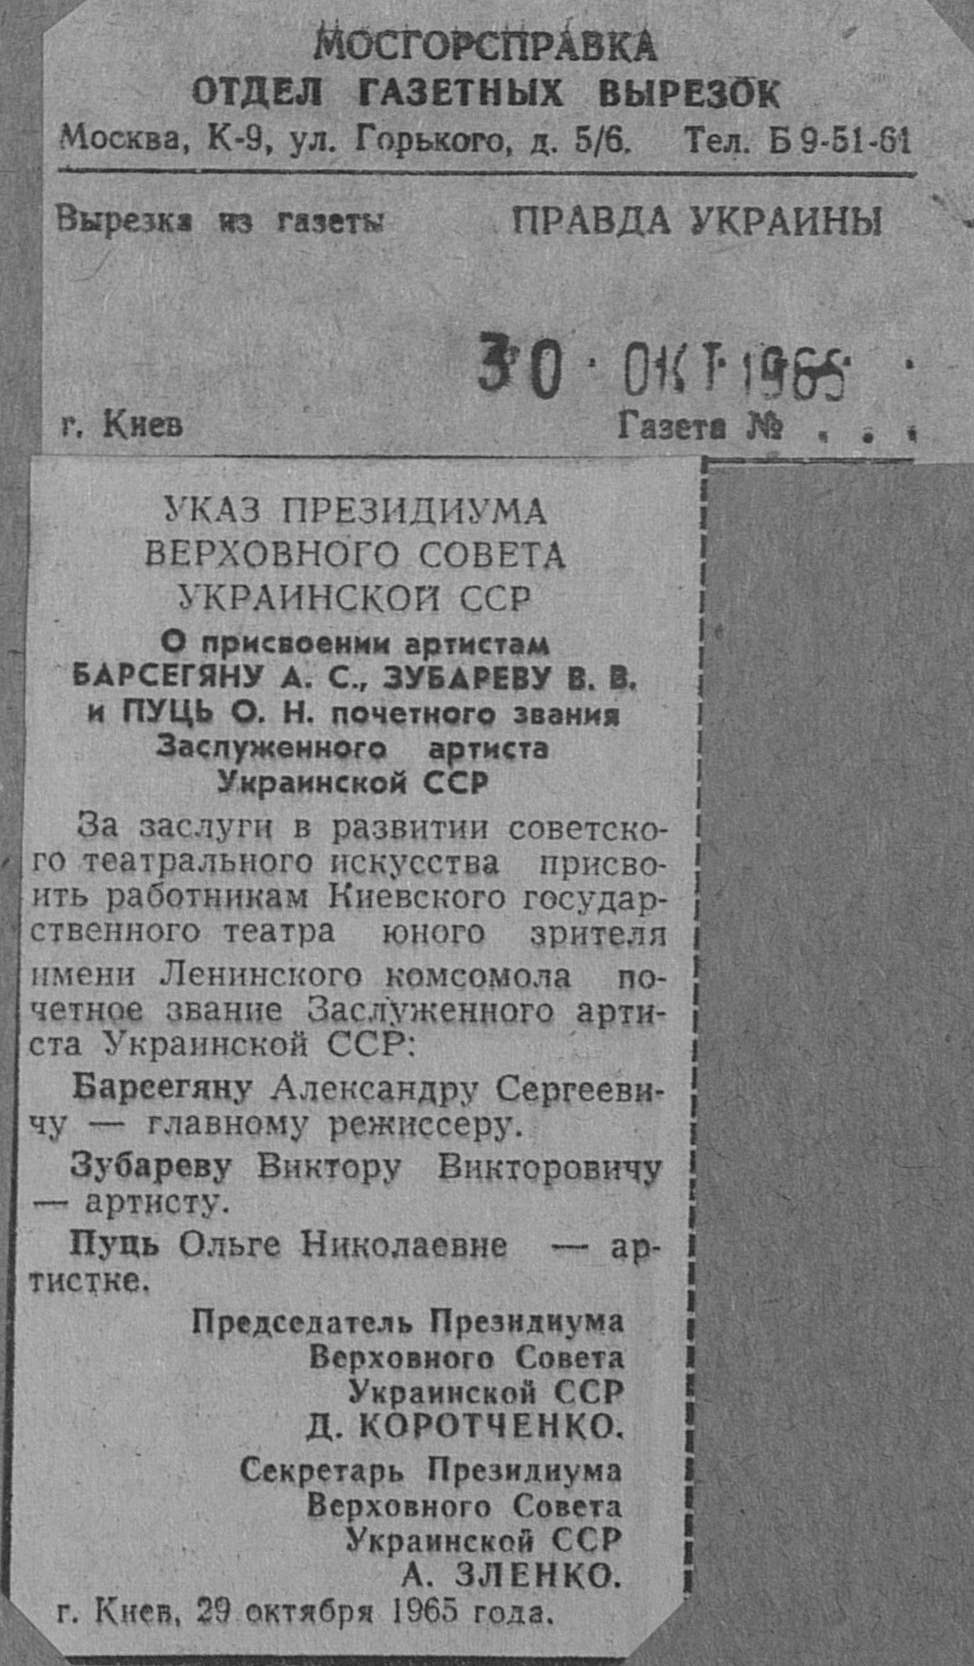 МОСГОРСПРАВКА
ОТДЕЛ ГАЗЕТНЫХ ВЫРЕЗОК
Москва, К-9, ул. Горького, д. 5/6. Тел. Б 9-51-61
Вырезка из газеты ПРАВДА УКРАИНЫ
30 · ОКТ 1965 · ·
г. Киев Газета № . . .
УКАЗ ПРЕЗИДИУМА
ВЕРХОВНОГО СОВЕТА
УКРАИНСКОЙ ССР
О присвоении артистам
БАРСЕГЯНУ А. С., ЗУБАРЕВУ В. В.
и ПУЦЬ О. Н. почетного звания
Заслуженного артиста
Украинской ССР
За заслуги в развитии советско-
го театрального искусства присво-
ить работникам Киевского государ-
ственного театра юного зрителя
имени Ленинского комсомола по-
четное звание Заслуженного арти-
ста Украинской ССР:
Барсегяну Александру Сергееви-
чу — главному режиссеру.
Зубареву Виктору Викторовичу
— артисту.
Пуць Ольге Николаевне — ар-
тистке.
Председатель Президиума
Верховного Совета
Украинской ССР
Д. КОРОТЧЕНКО.
Секретарь Президиума
Верховного Совета
Украинской ССР
А. ЗЛЕНКО.
г. Киев, 29 октября 1965 года.